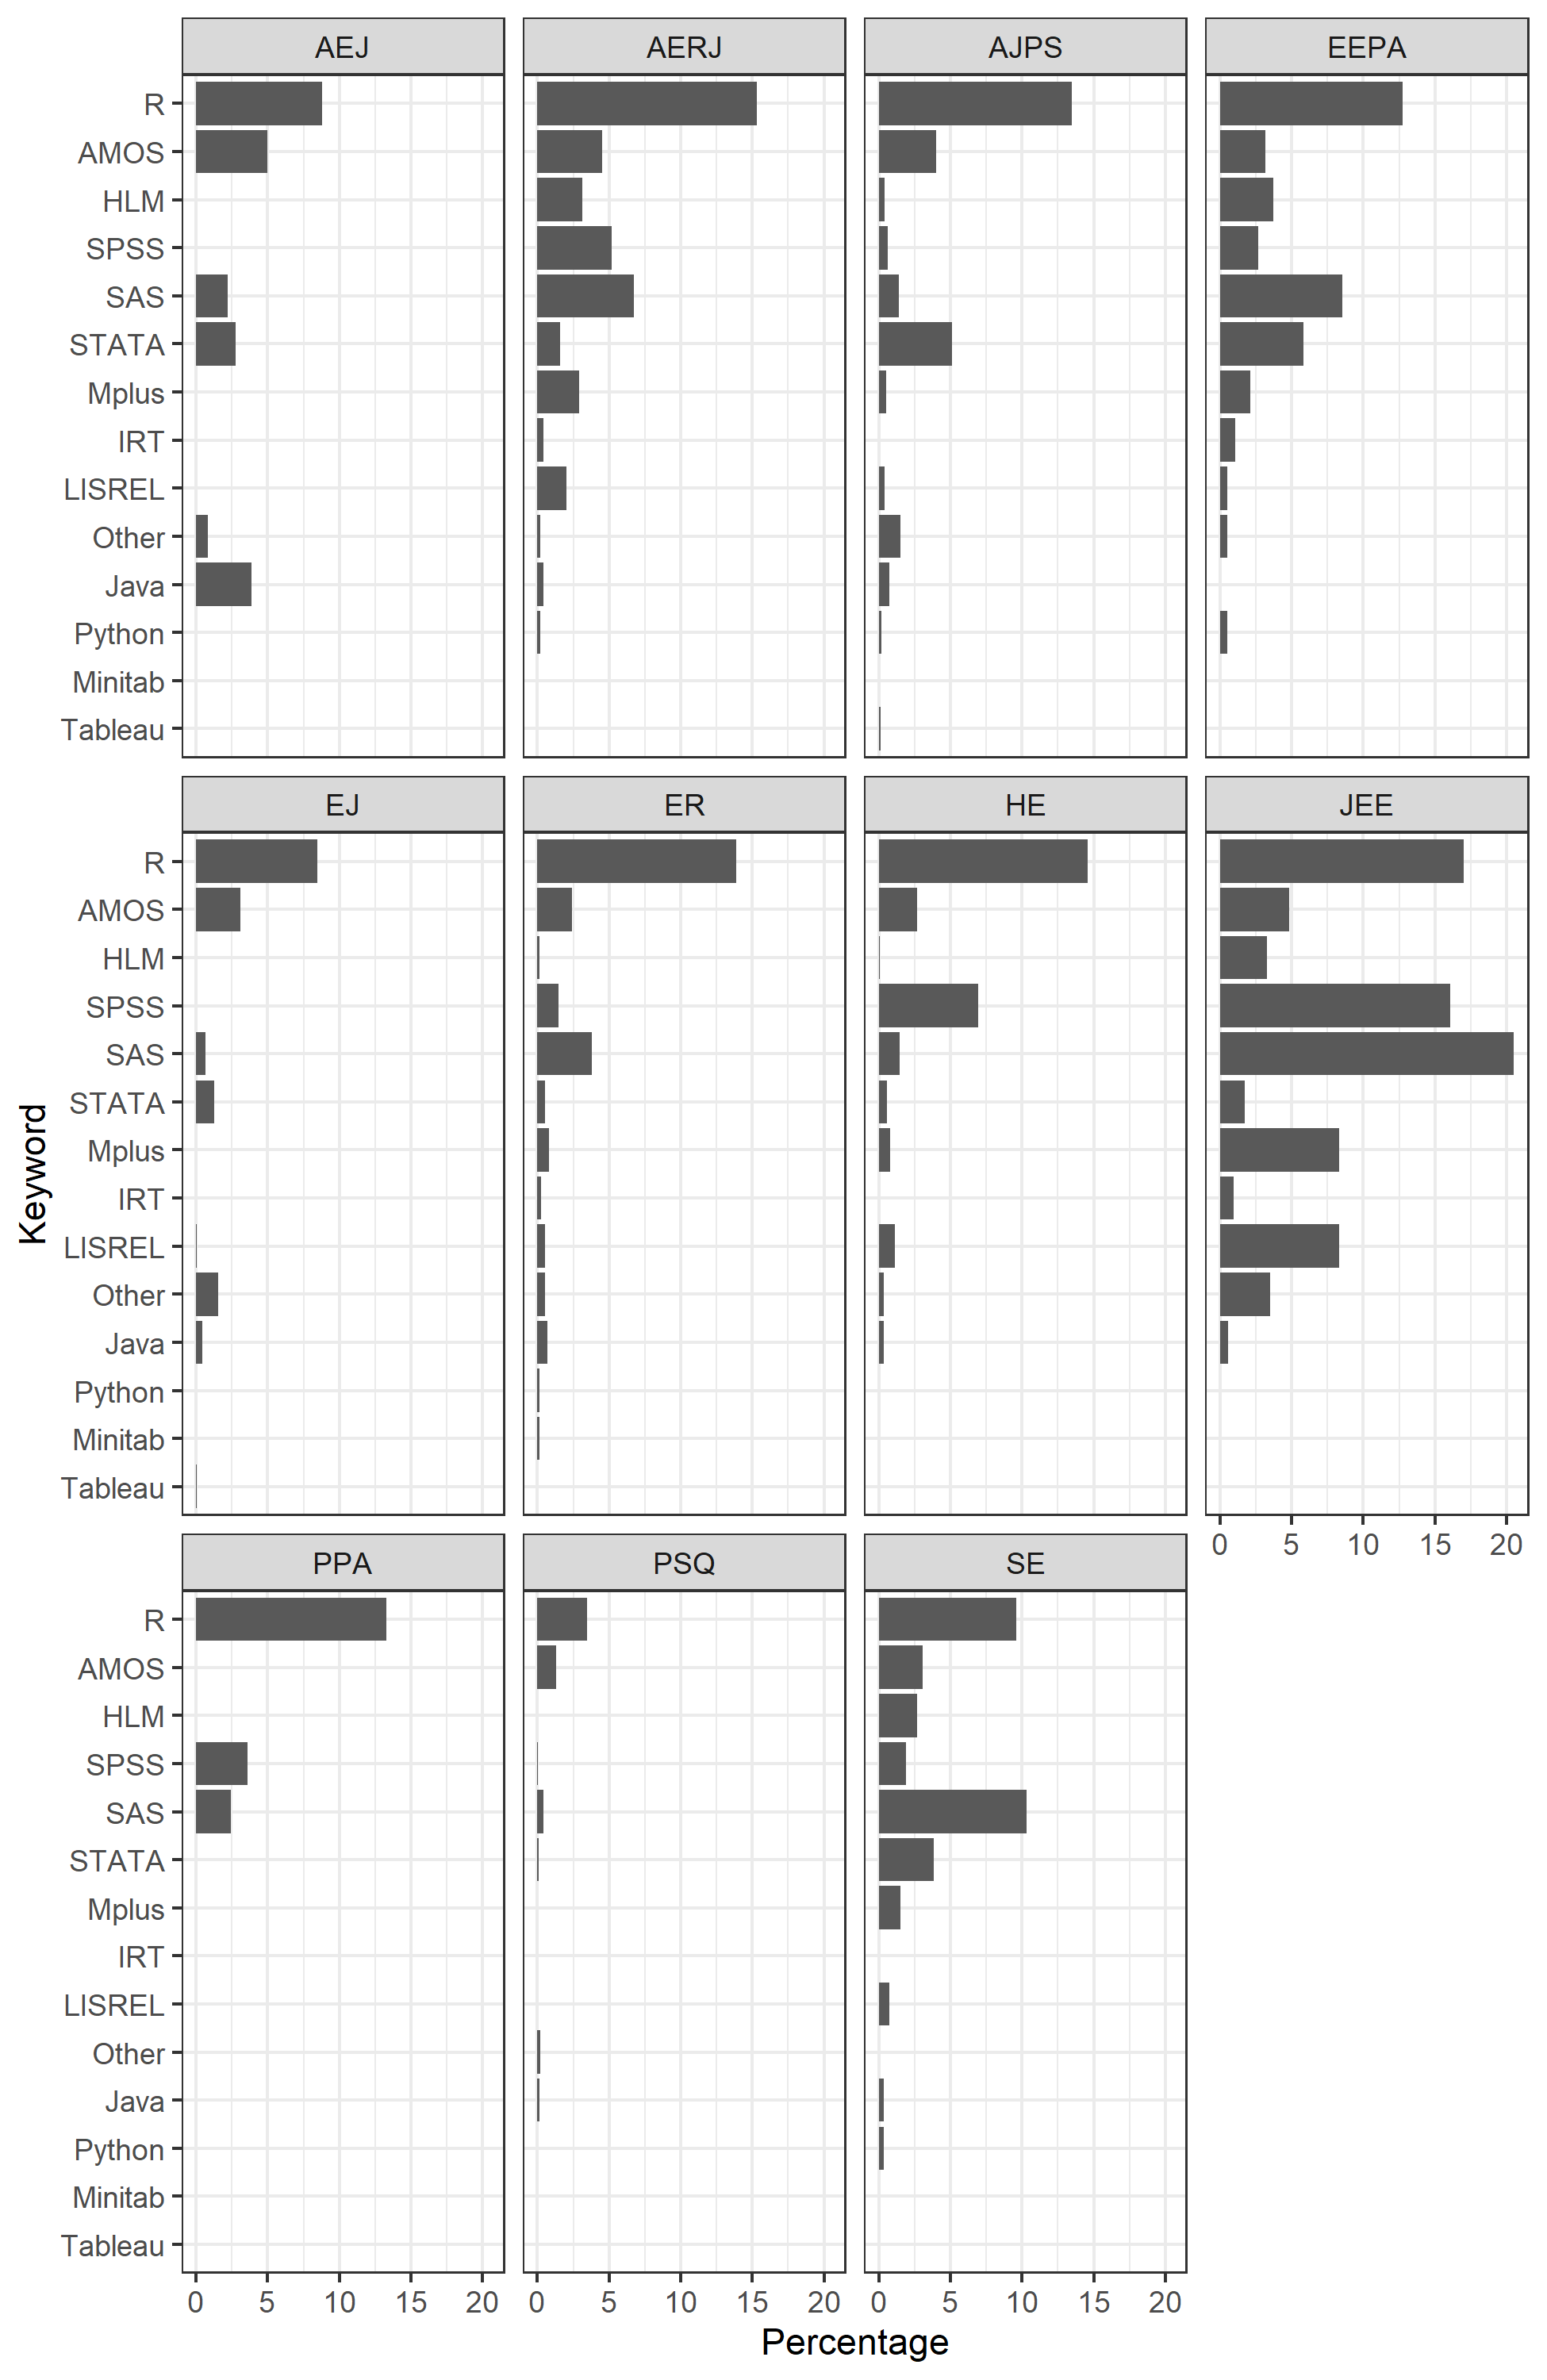 AEJ AERJ AJPS EEPA
R
AMOS
HLM
SPSS
SAS
STATA
Mplus
IRT
LISREL
Other
Java
Python
Minitab
Tableau
EJ ER HE JEE
R
AMOS
HLM
SPSS
SAS
STATA
Mplus
IRT
LISREL
Other
Java
Python
Minitab
Tableau
0 5 10 15 20
Keyword
PPA PSQ SE
R
AMOS
HLM
SPSS
SAS
STATA
Mplus
IRT
LISREL
Other
Java
Python
Minitab
Tableau
0 5 10 15 20 0 5 10 15 20 0 5 10 15 20
Percentage